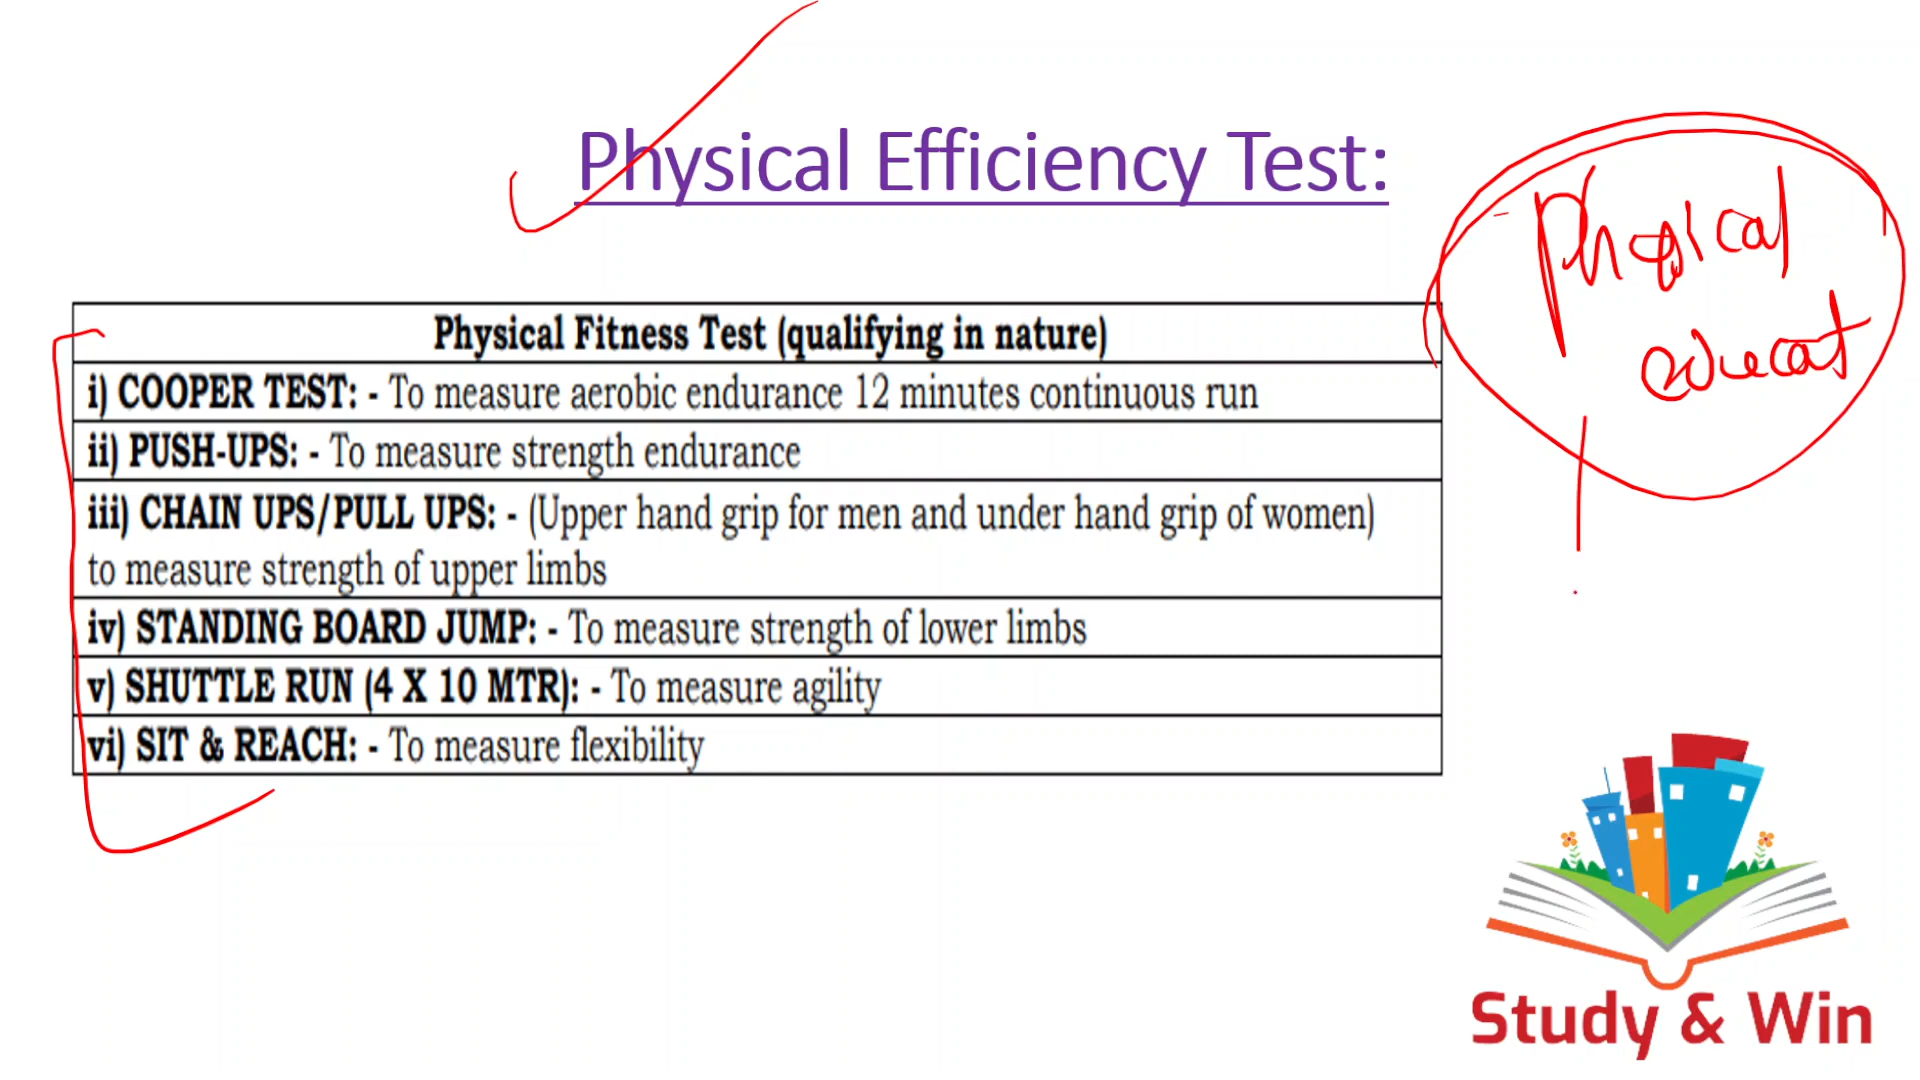 Physical Efficiency Test:
Physical
educat
Physical Fitness Test (qualifying in nature)
i) COOPER TEST: - To measure aerobic endurance 12 minutes continuous run
ii) PUSH-UPS: - To measure strength endurance
iii) CHAIN UPS/PULL UPS: - (Upper hand grip for men and under hand grip of women)
to measure strength of upper limbs
iv) STANDING BOARD JUMP: - To measure strength of lower limbs
v) SHUTTLE RUN (4 X 10 MTR): - To measure agility
vi) SIT & REACH: - To measure flexibility
Study & Win